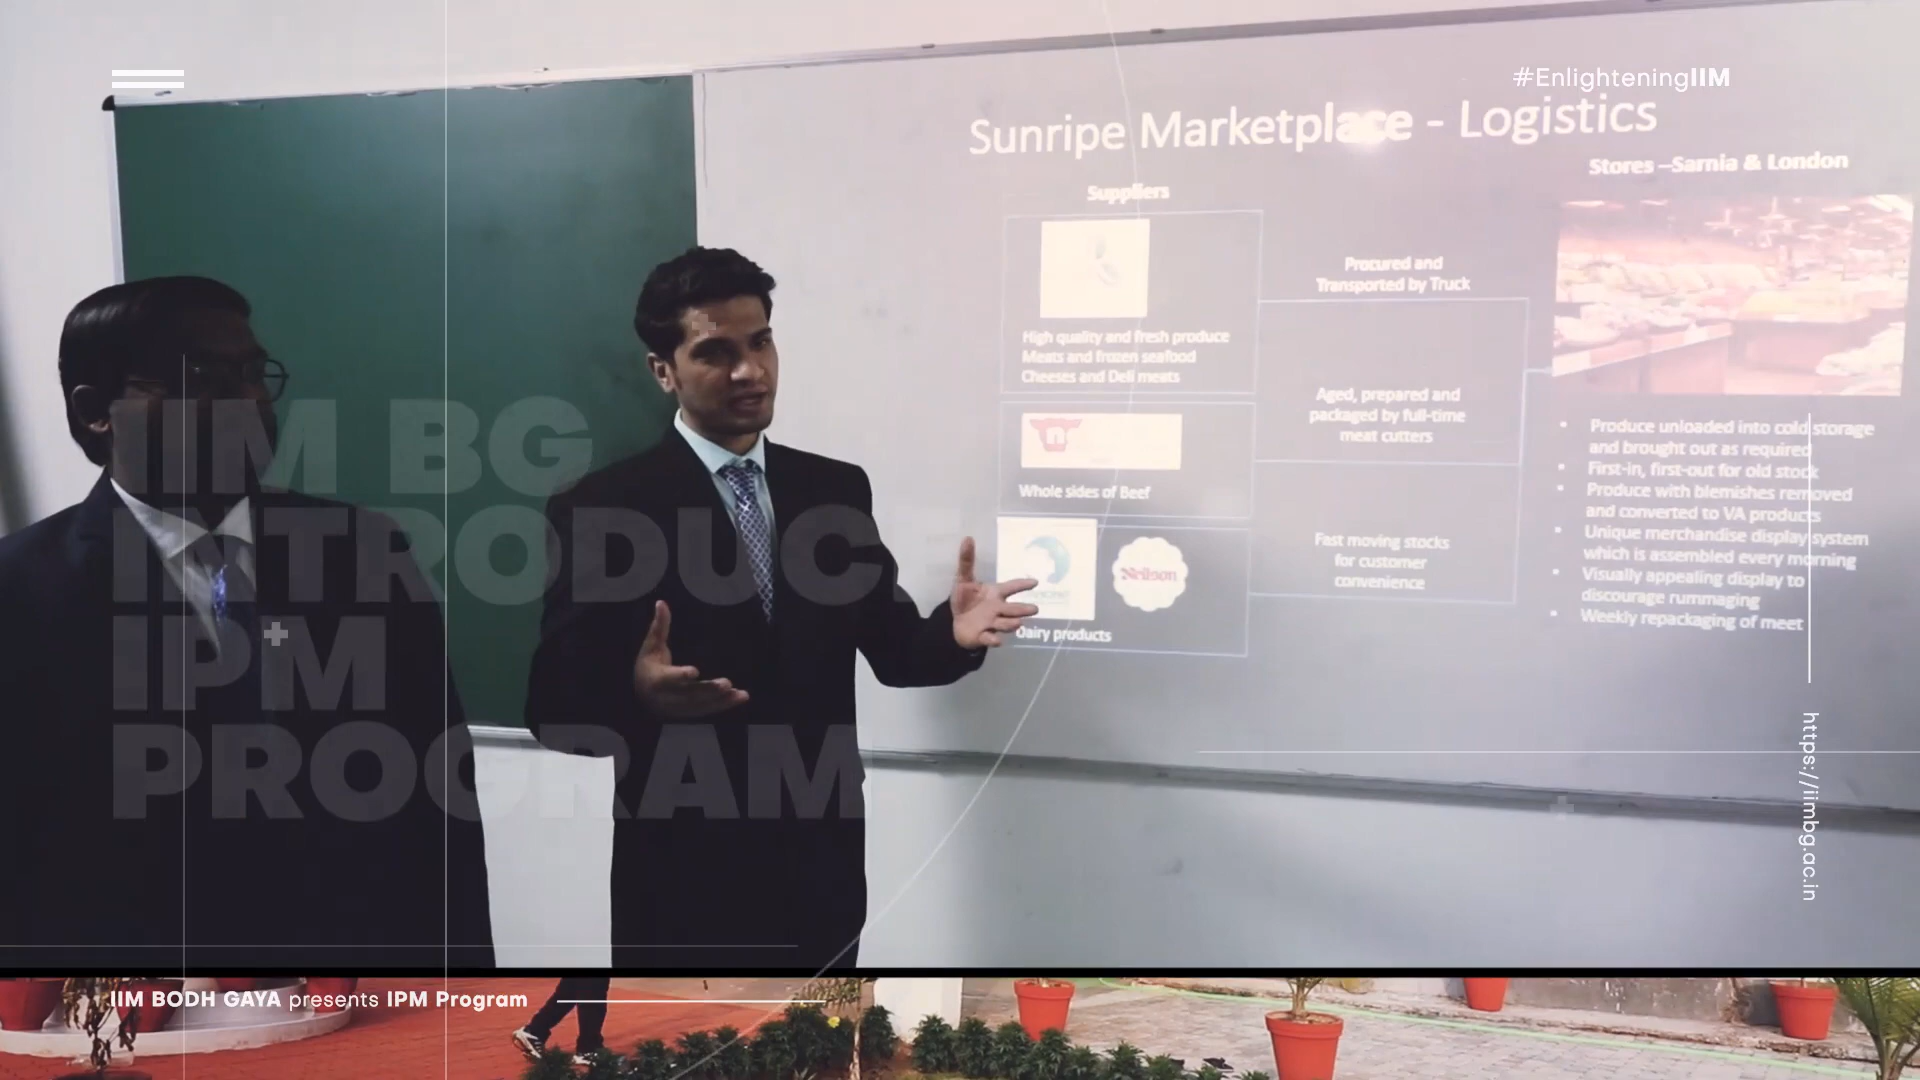 #EnlighteningIIM
Sunripe Marketplace - Logistics
Stores –Sarnia & London
Suppliers
Procured and
Transported by Truck
High quality and fresh produce
Meats and frozen seafood
Cheeses and Deli meats
Aged, prepared and
packaged by full-time
meat cutters
Whole sides of Beef
Fast moving stocks
for customer
convenience
Neilson
Dairy products
Produce unloaded into cold storage
and brought out as required
First-in, first-out for old stock
Produce with blemishes removed
and converted to VA products
Unique merchandise display system
which is assembled every morning
Visually appealing display to
discourage rummaging
Weekly repackaging of meet
IIM BG
INTRODUCE
IPM
PROGRAM
https://iimbg.ac.in
IIM BODH GAYA presents IPM Program